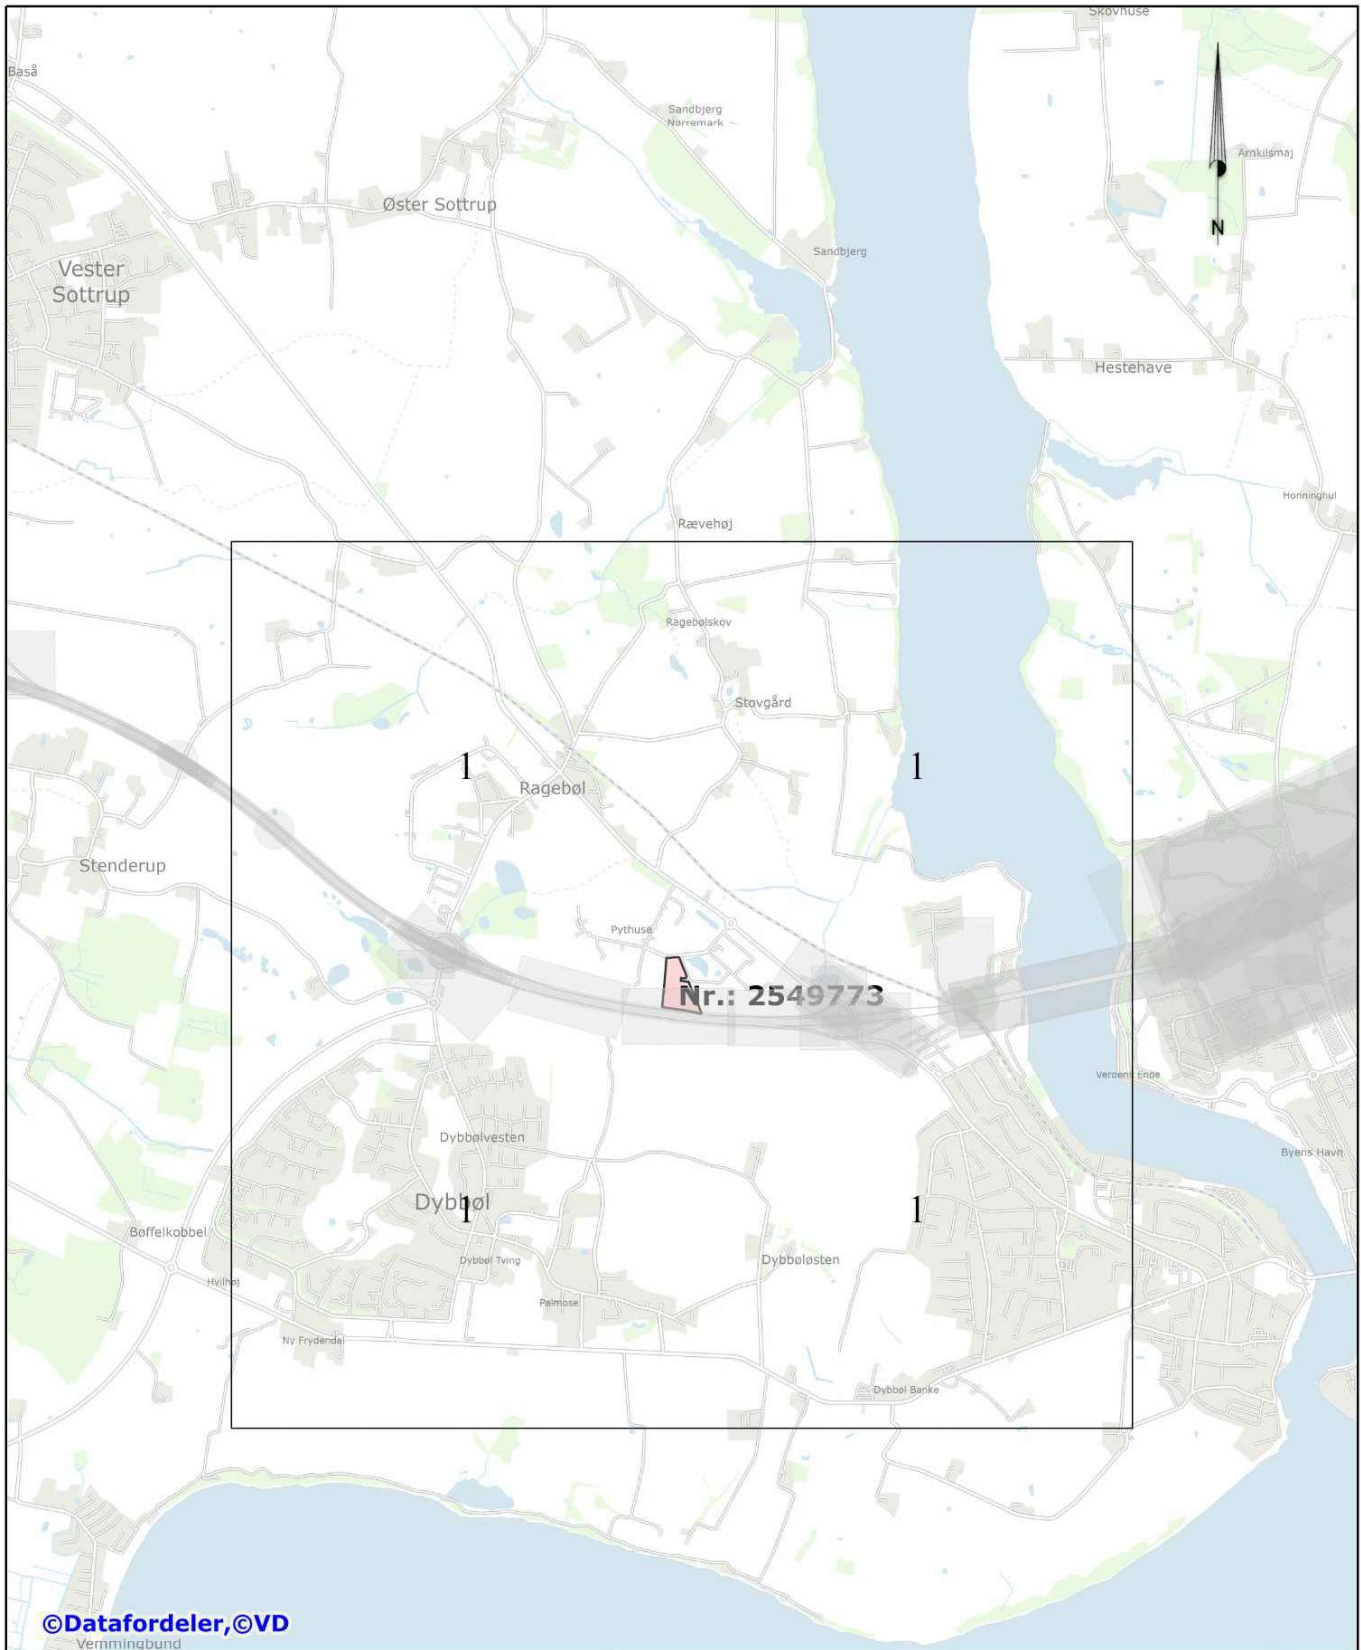 Skovhuse
Baså
Sandbjerg
Nørremark
Arnkilsmaj
Øster Sottrup
N
Sandbjerg
Vester
Sottrup
Hestehave
Honninghul
Rævehøj
Ragebølskov
Stovgård
1
1
Ragebøl
Stenderup
Pythuse
Nr.: 2549773
Verdens Ende
Dybbølvesten
Byens Havn
Dybbøl
1
1
Bøffelkobbel
Dybbøl Tving
Dybbøløsten
Hvilhøj
Palmose
Ny Frydendal
Dybbøl Banke
©Datafordeler,©VD
Vemmingbund